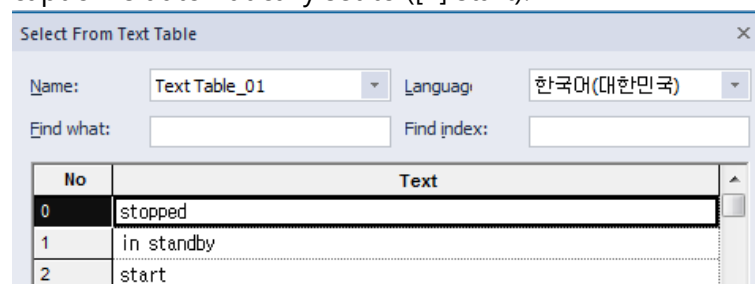 Select From Text Table
Name: Text Table_01 Languag 한국어(대한민국)
Find what: Find index:
No Text
0 stopped
1 in standby
2 start